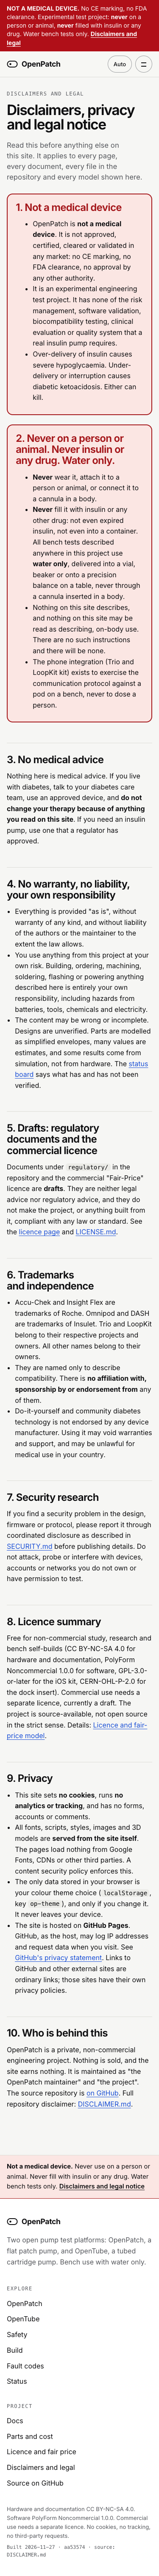 NOT A MEDICAL DEVICE. No CE marking, no FDA
clearance. Experimental test project: never on a
person or animal, never filled with insulin or any
drug. Water bench tests only. Disclaimers and
legal
OpenPatch
Auto
DISCLAIMERS AND LEGAL
Disclaimers, privacy
and legal notice
Read this before anything else on
this site. It applies to every page,
every document, every file in the
repository and every model shown here.
1. Not a medical device
OpenPatch is not a medical
device. It is not approved,
certified, cleared or validated in
any market: no CE marking, no
FDA clearance, no approval by
any other authority.
It is an experimental engineering
test project. It has none of the risk
management, software validation,
biocompatibility testing, clinical
evaluation or quality system that a
real insulin pump requires.
Over-delivery of insulin causes
severe hypoglycaemia. Under-
delivery or interruption causes
diabetic ketoacidosis. Either can
kill.
2. Never on a person or
animal. Never insulin or
any drug. Water only.
Never wear it, attach it to a
person or animal, or connect it to
a cannula in a body.
Never fill it with insulin or any
other drug: not even expired
insulin, not even into a container.
All bench tests described
anywhere in this project use
water only, delivered into a vial,
beaker or onto a precision
balance on a table, never through
a cannula inserted in a body.
Nothing on this site describes,
and nothing on this site may be
read as describing, on-body use.
There are no such instructions
and there will be none.
The phone integration (Trio and
LoopKit kit) exists to exercise the
communication protocol against a
pod on a bench, never to dose a
person.
3. No medical advice
Nothing here is medical advice. If you live
with diabetes, talk to your diabetes care
team, use an approved device, and do not
change your therapy because of anything
you read on this site. If you need an insulin
pump, use one that a regulator has
approved.
4. No warranty, no liability,
your own responsibility
Everything is provided "as is", without
warranty of any kind, and without liability
of the authors or the maintainer to the
extent the law allows.
You use anything from this project at your
own risk. Building, ordering, machining,
soldering, flashing or powering anything
described here is entirely your own
responsibility, including hazards from
batteries, tools, chemicals and electricity.
The content may be wrong or incomplete.
Designs are unverified. Parts are modelled
as simplified envelopes, many values are
estimates, and some results come from
simulation, not from hardware. The status
board says what has and has not been
verified.
5. Drafts: regulatory
documents and the
commercial licence
Documents under regulatory/ in the
repository and the commercial "Fair-Price"
licence are drafts. They are neither legal
advice nor regulatory advice, and they do
not make the project, or anything built from
it, compliant with any law or standard. See
the licence page and LICENSE.md.
6. Trademarks
and independence
Accu-Chek and Insight Flex are
trademarks of Roche. Omnipod and DASH
are trademarks of Insulet. Trio and LoopKit
belong to their respective projects and
owners. All other names belong to their
owners.
They are named only to describe
compatibility. There is no affiliation with,
sponsorship by or endorsement from any
of them.
Do-it-yourself and community diabetes
technology is not endorsed by any device
manufacturer. Using it may void warranties
and support, and may be unlawful for
medical use in your country.
7. Security research
If you find a security problem in the design,
firmware or protocol, please report it through
coordinated disclosure as described in
SECURITY.md before publishing details. Do
not attack, probe or interfere with devices,
accounts or networks you do not own or
have permission to test.
8. Licence summary
Free for non-commercial study, research and
bench self-builds (CC BY-NC-SA 4.0 for
hardware and documentation, PolyForm
Noncommercial 1.0.0 for software, GPL-3.0-
or-later for the iOS kit, CERN-OHL-P-2.0 for
the dock insert). Commercial use needs a
separate licence, currently a draft. The
project is source-available, not open source
in the strict sense. Details: Licence and fair-
price model.
9. Privacy
This site sets no cookies, runs no
analytics or tracking, and has no forms,
accounts or comments.
All fonts, scripts, styles, images and 3D
models are served from the site itself.
The pages load nothing from Google
Fonts, CDNs or other third parties. A
content security policy enforces this.
The only data stored in your browser is
your colour theme choice ( localStorage ,
key op-theme ), and only if you change it.
It never leaves your device.
The site is hosted on GitHub Pages.
GitHub, as the host, may log IP addresses
and request data when you visit. See
GitHub's privacy statement. Links to
GitHub and other external sites are
ordinary links; those sites have their own
privacy policies.
10. Who is behind this
OpenPatch is a private, non-commercial
engineering project. Nothing is sold, and the
site earns nothing. It is maintained as "the
OpenPatch maintainer" and "the project".
The source repository is on GitHub. Full
repository disclaimer: DISCLAIMER.md.
Not a medical device. Never use on a person or
animal. Never fill with insulin or any drug. Water
bench tests only. Disclaimers and legal notice
OpenPatch
Two open pump test platforms: OpenPatch, a
flat patch pump, and OpenTube, a tubed
cartridge pump. Bench use with water only.
EXPLORE
OpenPatch
OpenTube
Safety
Build
Fault codes
Status
PROJECT
Docs
Parts and cost
Licence and fair price
Disclaimers and legal
Source on GitHub
Hardware and documentation CC BY-NC-SA 4.0.
Software PolyForm Noncommercial 1.0.0. Commercial
use needs a separate licence. No cookies, no tracking,
no third-party requests.
Built 2026-11-27 · aa53574 · source:
DISCLAIMER.md